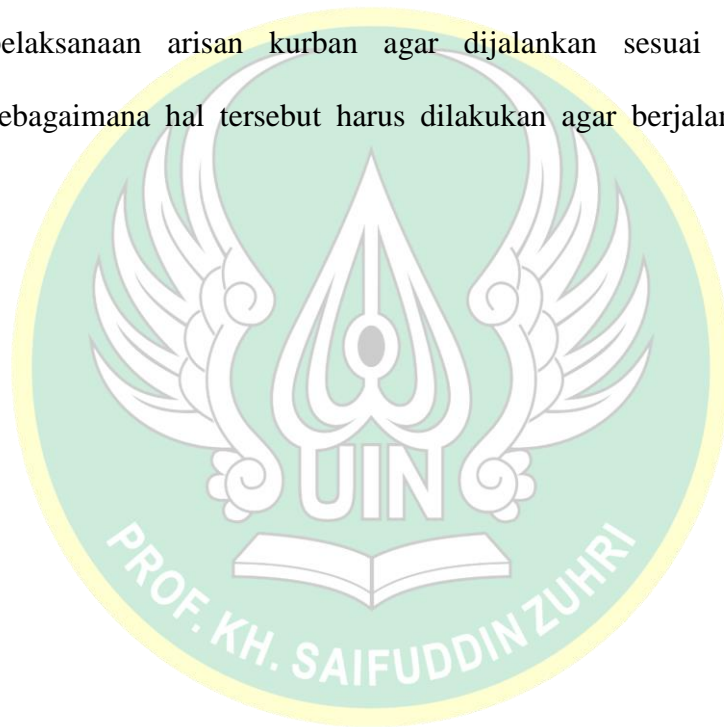 pelaksanaan arisan kurban agar dijalankan sesuai
sebagaimana hal tersebut harus dilakukan agar berjalan
UIN
PROF. KH. SAIFUDDIN ZUHRI